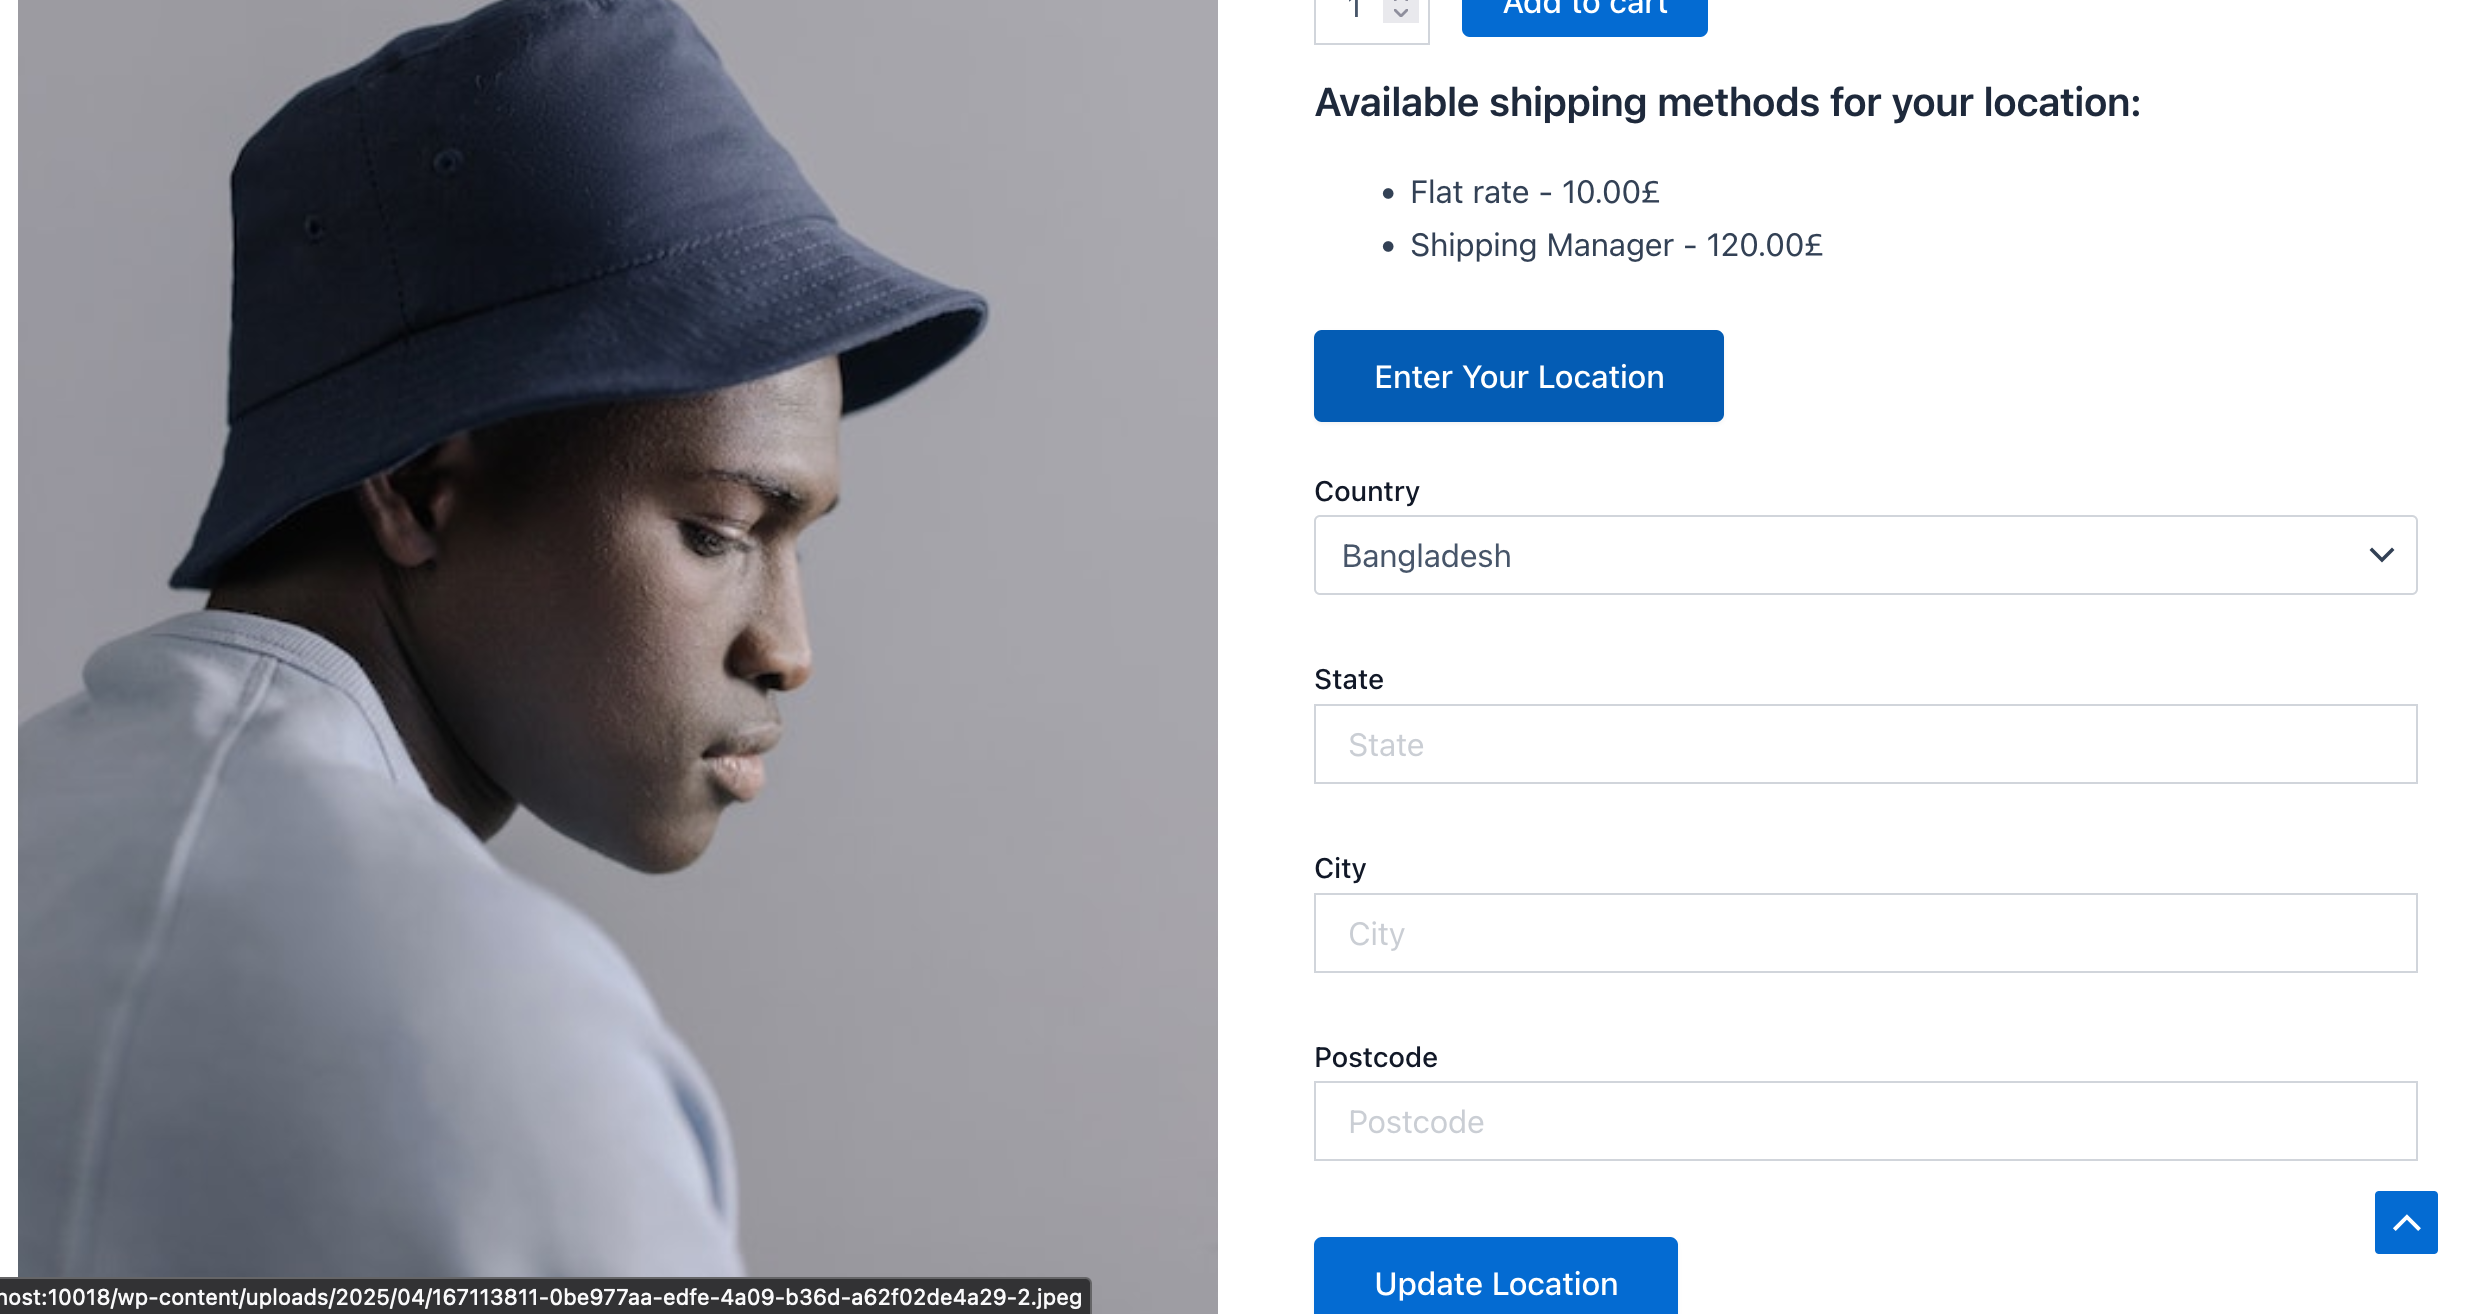 1
Add to cart
Available shipping methods for your location:
Flat rate - 10.00£
Shipping Manager - 120.00£
Enter Your Location
Country
Bangladesh
State
State
City
City
Postcode
Postcode
Update Location
host:10018/wp-content/uploads/2025/04/167113811-0be977aa-edfe-4a09-b36d-a62f02de4a29-2.jpeg